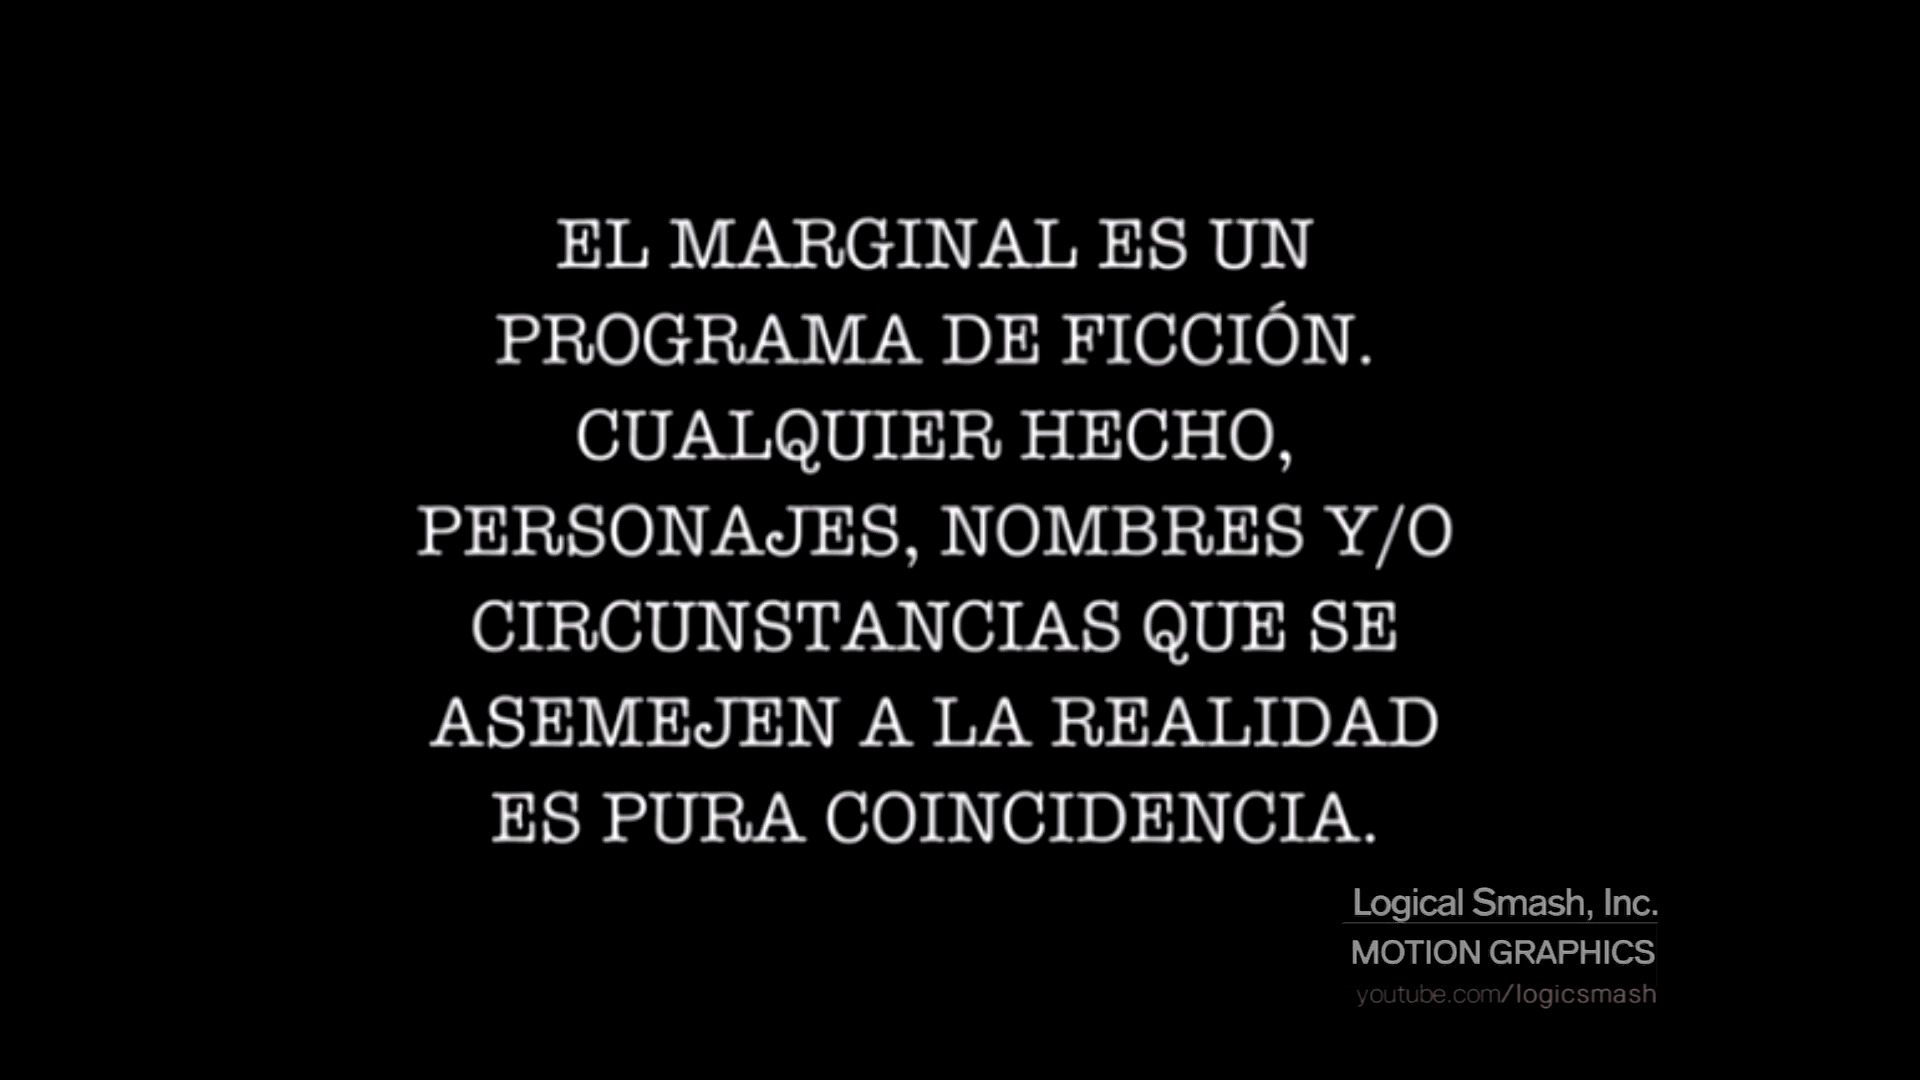 EL MARGINAL ES UN
PROGRAMA DE FICCIÓN.
CUALQUIER HECHO,
PERSONAJES, NOMBRES Y/O
CIRCUNSTANCIAS QUE SE
ASEMEJEN A LA REALIDAD
ES PURA COINCIDENCIA.
Logical Smash, Inc.
MOTION GRAPHICS
youtube.com/logicsmash